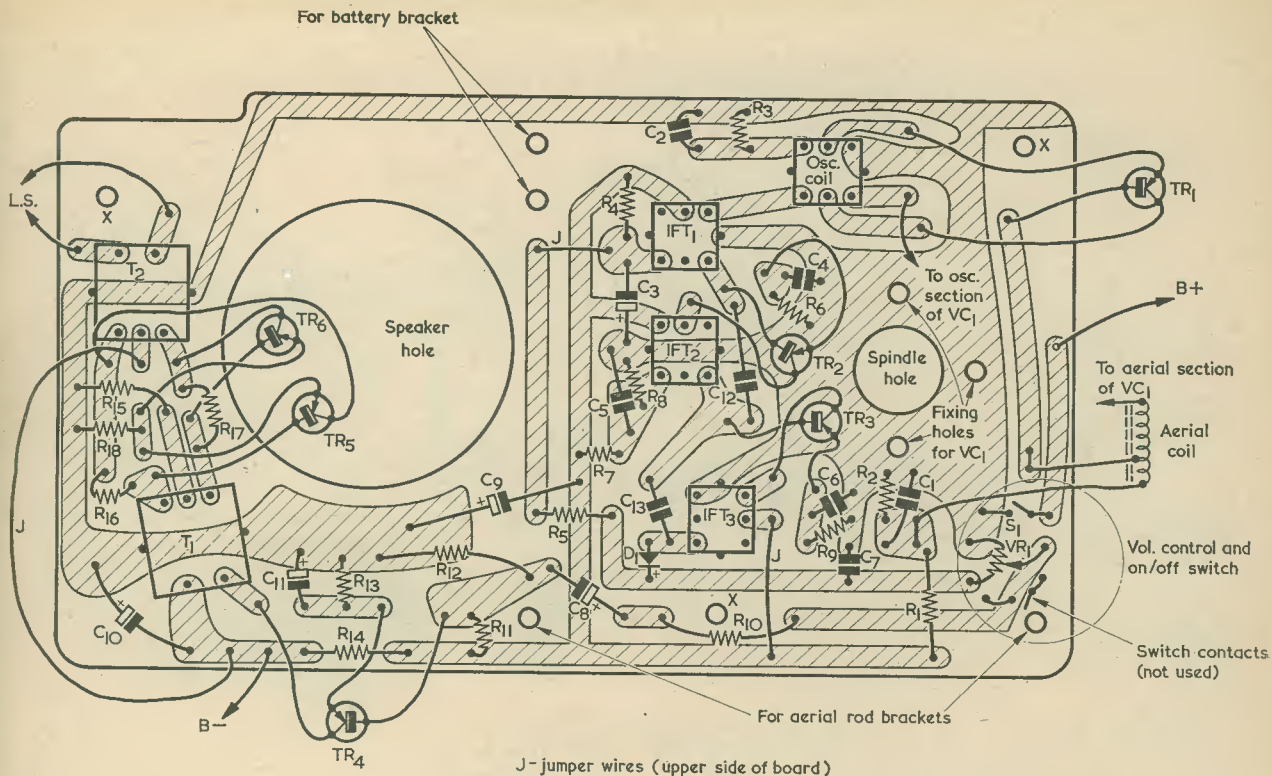 For battery bracket
R3
C2
Osc.
coil
X
TR1
L.S.
X
R4
IFT1
J
T2
C4
To osc.
section
of VC1
B+
C3
R6
TR6
Speaker
hole
IFT2
TR2
Spindle
hole
To aerial section
of VC1
R15
C5
R8
C12
TR3
Fixing
holes
for VC1
Aerial
coil
R17
TR5
R18
R7
R16
C9
C13
IFT3
C6
R2
C1
R5
S1
J
T1
D1
R9
C7
J
VR1
Vol. control and
on/off switch
C11
R13
R12
C8
X
R10
R1
C10
R14
R11
Switch contacts
(not used)
B-
TR4
For aerial rod brackets
J-jumper wires (upper side of board)